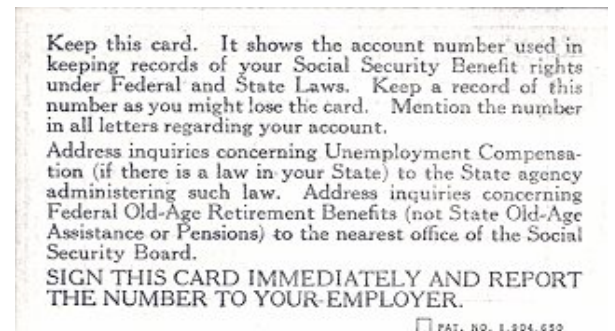 Keep this card. It shows the account number used in
keeping records of your Social Security Benefit rights
under Federal and State Laws. Keep a record of this
number as you might lose the card. Mention the number
in all letters regarding your account.
Address inquiries concerning Unemployment Compensa-
tion (if there is a law in your State) to the State agency
administering such law. Address inquiries concerning
Federal Old-Age Retirement Benefits (not State Old-Age
Assistance or Pensions) to the nearest office of the Social
Security Board.
SIGN THIS CARD IMMEDIATELY AND REPORT
THE NUMBER TO YOUR EMPLOYER.
PAT. NO. 1,904,650